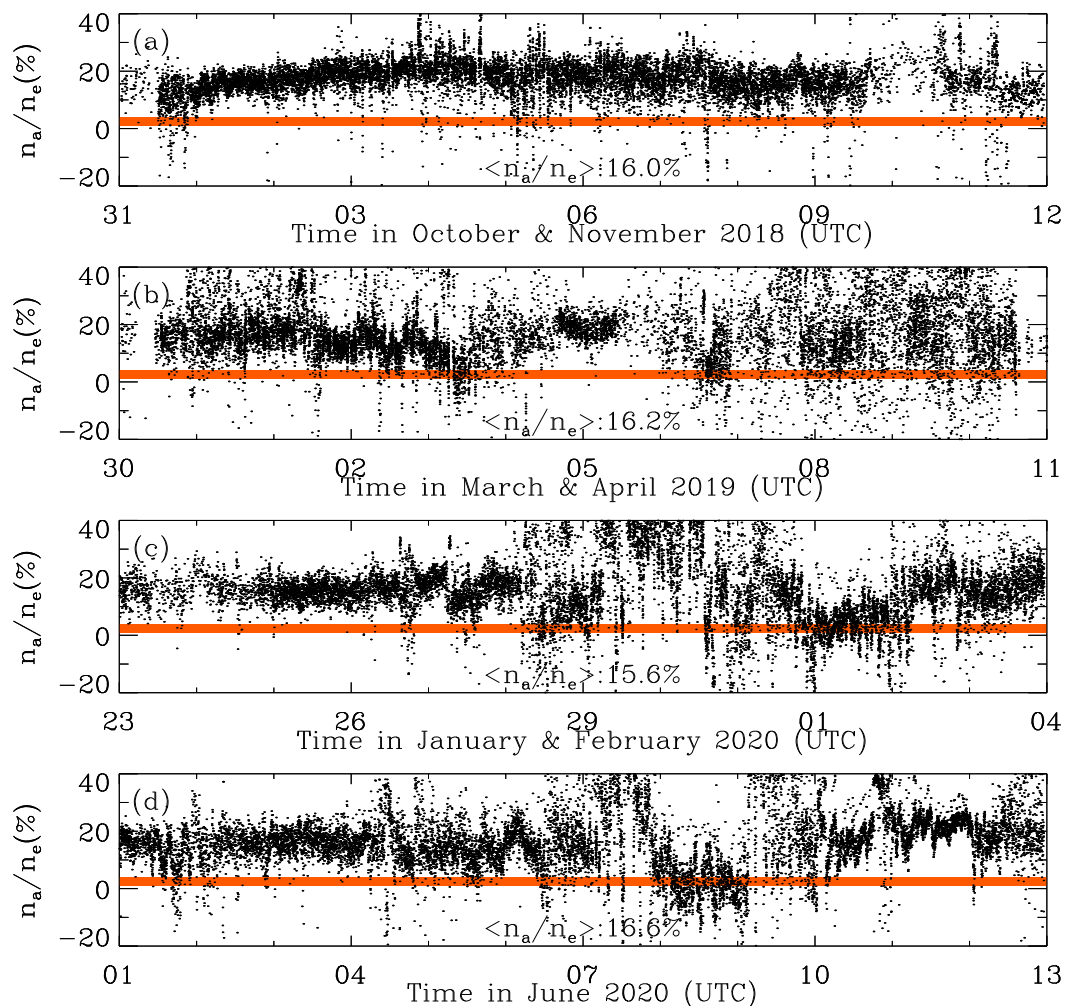 (a)
n_a/n_e(%)
40
20
0
-20
<n_a/n_e>:16.0%
31 03 06 09 12
Time in October & November 2018 (UTC)
(b)
n_a/n_e(%)
40
20
0
-20
<n_a/n_e>:16.2%
30 02 05 08 11
Time in March & April 2019 (UTC)
(c)
n_a/n_e(%)
40
20
0
-20
<n_a/n_e>:15.6%
23 26 29 01 04
Time in January & February 2020 (UTC)
(d)
n_a/n_e(%)
40
20
0
-20
<n_a/n_e>:16.6%
01 04 07 10 13
Time in June 2020 (UTC)